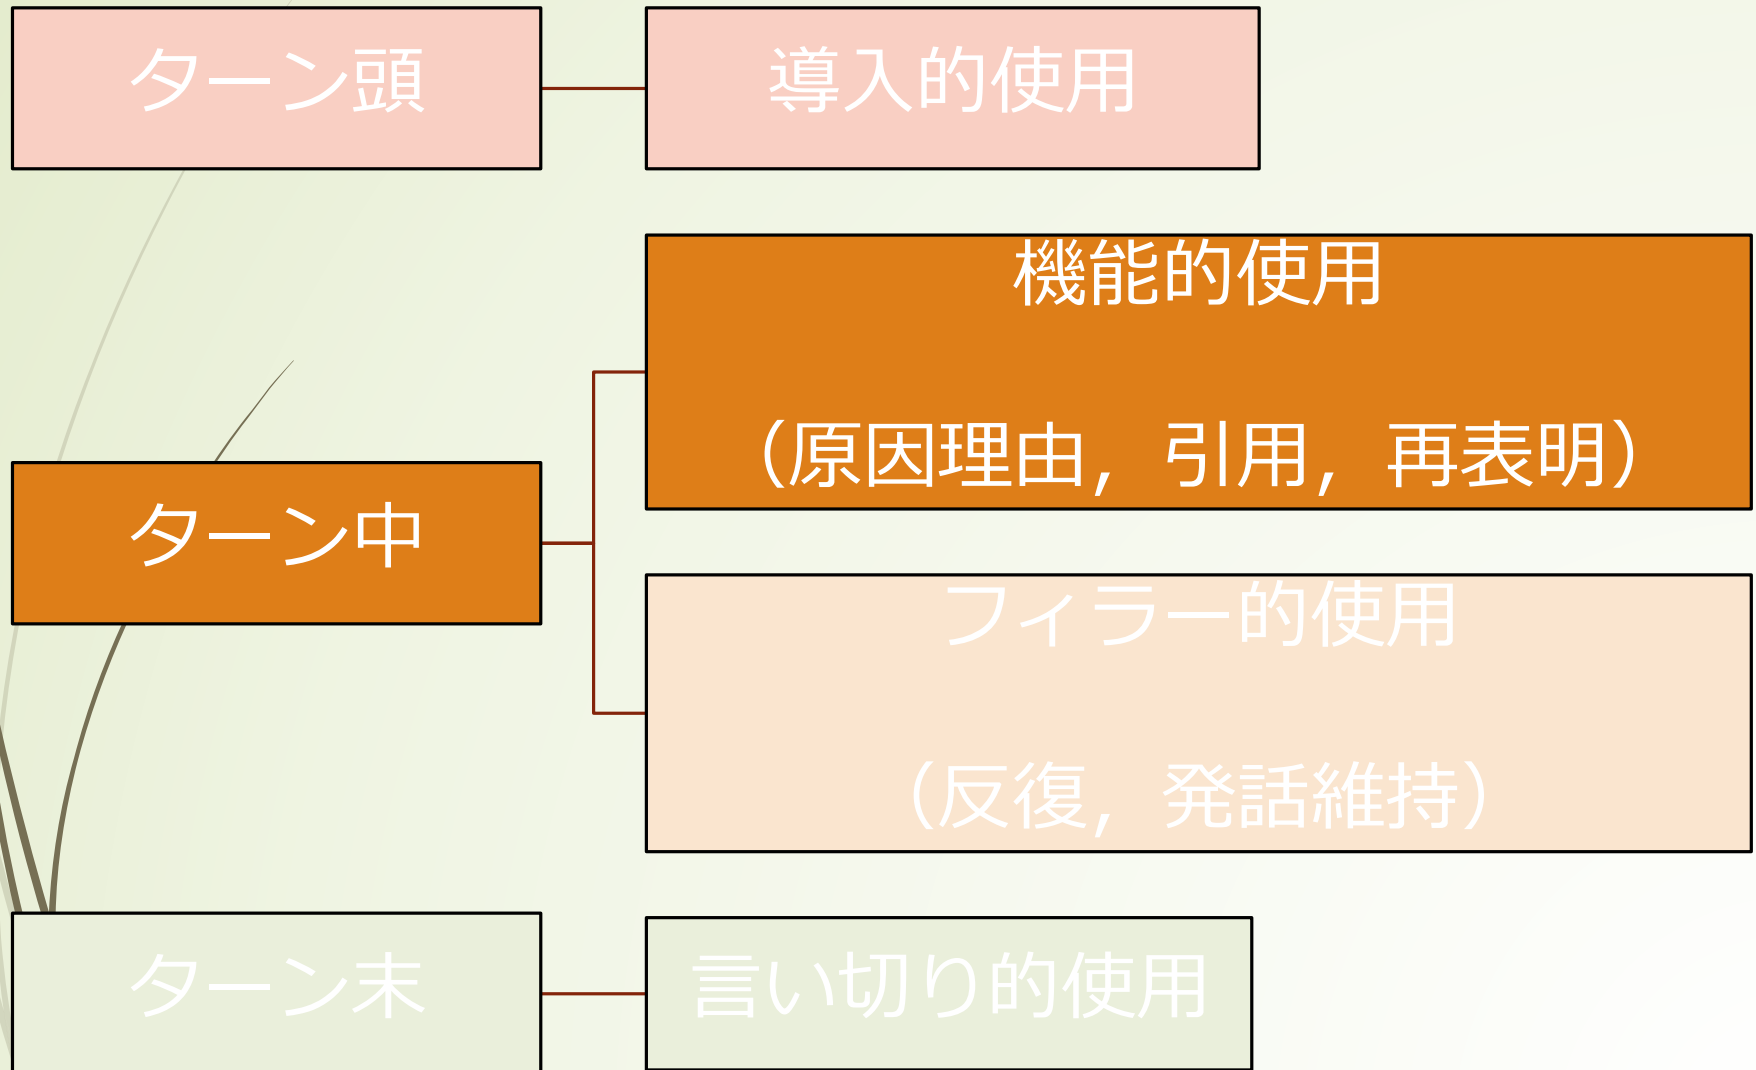 ターン頭
導入的使用
ターン中
機能的使用
（原因理由，引用，再表明）
フィラー的使用
（反復，発話維持）
ターン末
言い切り的使用